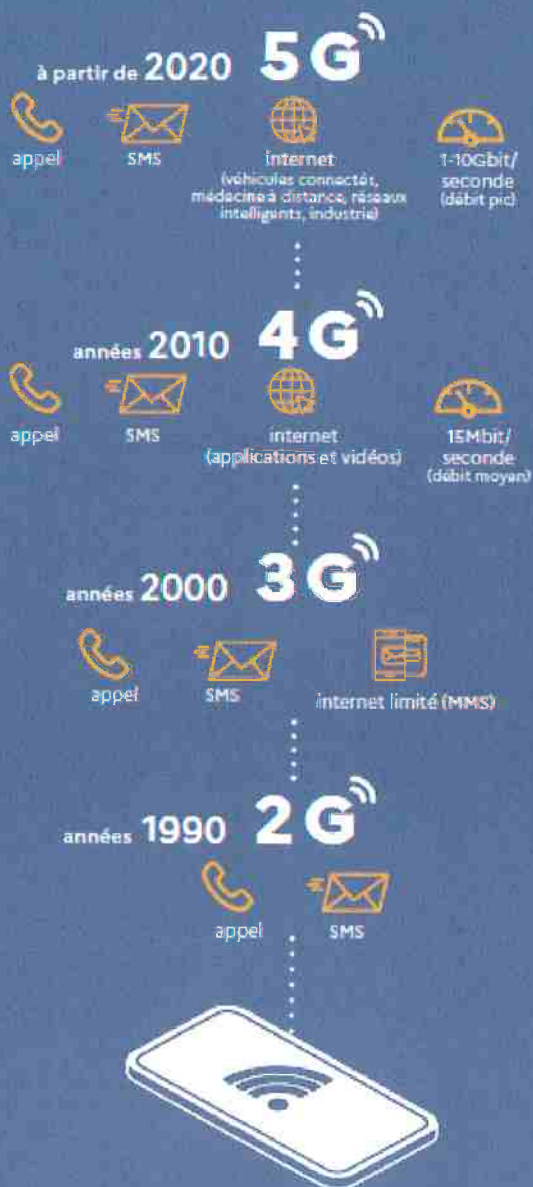 à partir de 2020 5G
appel
SMS
internet
(véhicules connectés,
médecine à distance, réseaux
intelligents, industrie)
1-10Gbit/
seconde
(débit pic)
années 2010 4G
appel
SMS
internet
(applications et vidéos)
15Mbit/
seconde
(débit moyen)
années 2000 3G
appel
SMS
internet limité (MMS)
années 1990 2G
appel
SMS